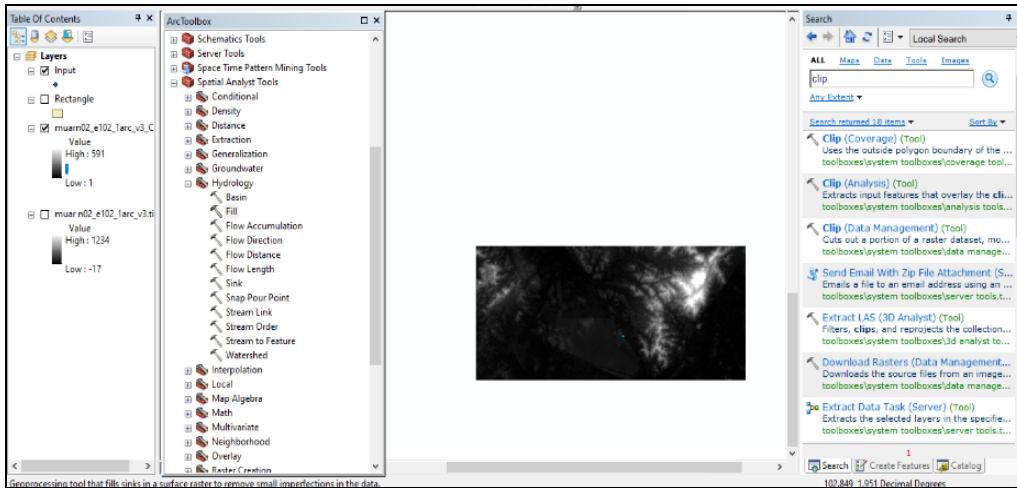 Table Of Contents
Layers
Input
Rectangle
muarn02_e102_1arc_v3_C
Value
High : 591
Low : 1
muar n02_e102_1arc_v3.ti
Value
High : 1234
Low : -17
ArcToolbox
Schematics Tools
Server Tools
Space Time Pattern Mining Tools
Spatial Analyst Tools
Conditional
Density
Distance
Extraction
Generalization
Groundwater
Hydrology
Basin
Fill
Flow Accumulation
Flow Direction
Flow Distance
Flow Length
Sink
Snap Pour Point
Stream Link
Stream Order
Stream to Feature
Watershed
Interpolation
Local
Map Algebra
Math
Multivariate
Neighborhood
Overlay
Raster Creation
Search
Local Search
ALL Maps Data Tools Images
clip
Any Extent
Search returned 18 items Sort By
Clip (Coverage) (Tool)
Uses the outside polygon boundary of the ...
toolboxes\system toolboxes\coverage tool...
Clip (Analysis) (Tool)
Extracts input features that overlay the cli...
toolboxes\system toolboxes\analysis tools...
Clip (Data Management) (Tool)
Cuts out a portion of a raster dataset, mo...
toolboxes\system toolboxes\data manage...
Send Email With Zip File Attachment (S...
Emails a file to an email address using an ...
toolboxes\system toolboxes\server tools.t...
Extract LAS (3D Analyst) (Tool)
Filters, clips, and reprojects the collection...
toolboxes\system toolboxes\3d analyst to...
Download Rasters (Data Management...
Downloads the source files from an image...
toolboxes\system toolboxes\data manage...
Extract Data Task (Server) (Tool)
Extracts the selected layers in the specifie...
toolboxes\system toolboxes\server tools.t...
1
Search Create Features Catalog
Geoprocessing tool that fills sinks in a surface raster to remove small imperfections in the data.
102.849 1.951 Decimal Degrees